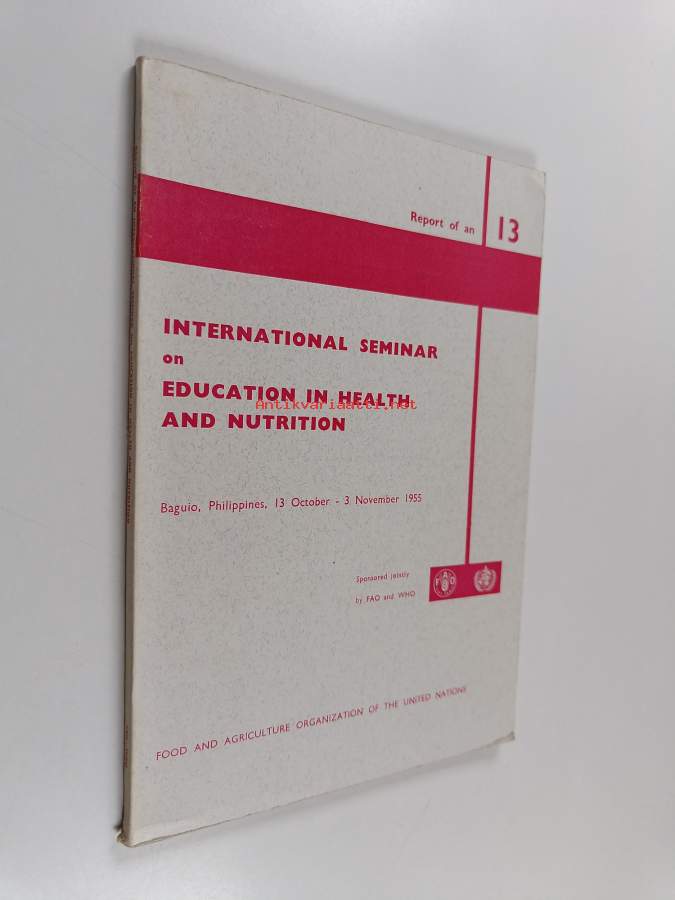 Report of an
13
INTERNATIONAL SEMINAR
on
EDUCATION IN HEALTH
AND NUTRITION
Antikvariaatti.net
Baguio, Philippines, 13 October - 3 November 1955
Sponsored jointly
by FAO and WHO
FAO
FOOD AND AGRICULTURE ORGANIZATION OF THE UNITED NATIONS